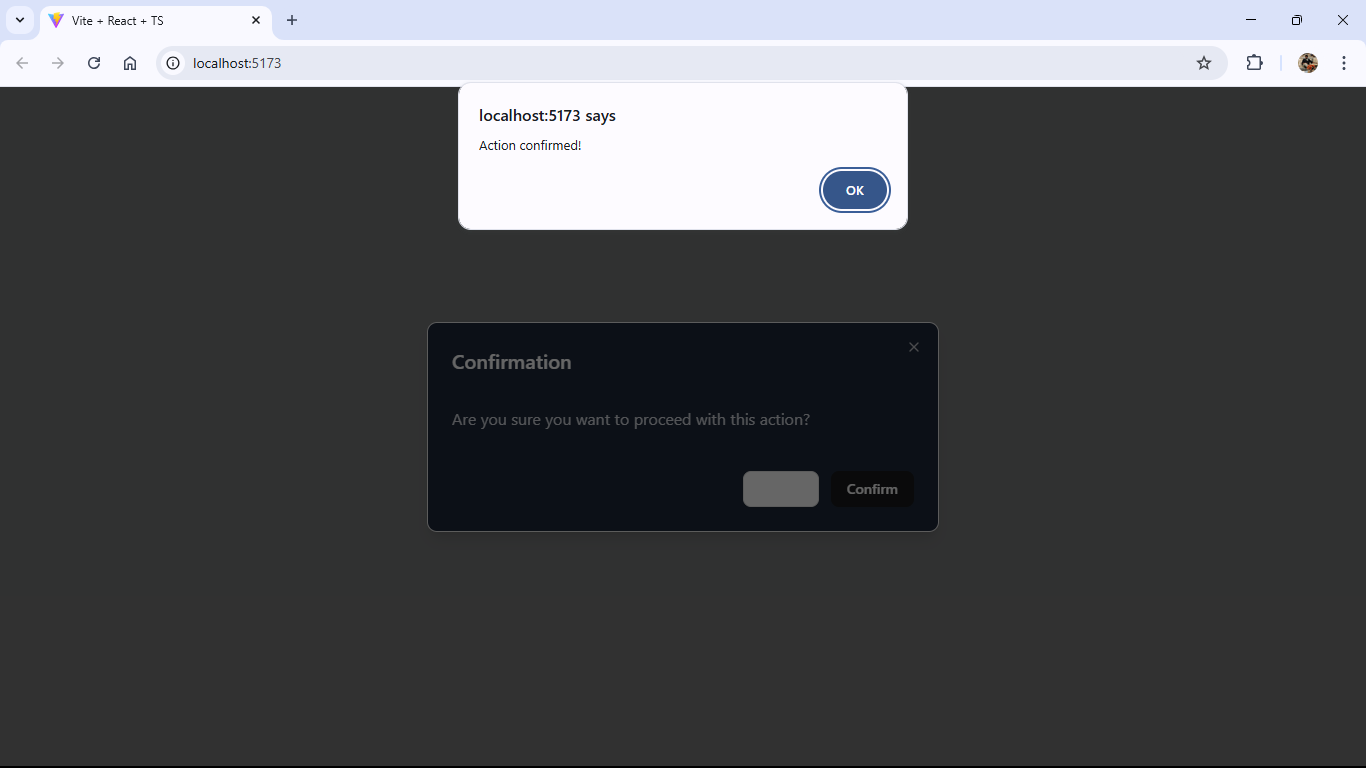 Vite + React + TS
localhost:5173
localhost:5173 says
Action confirmed!
OK
Confirmation
Are you sure you want to proceed with this action?
Confirm